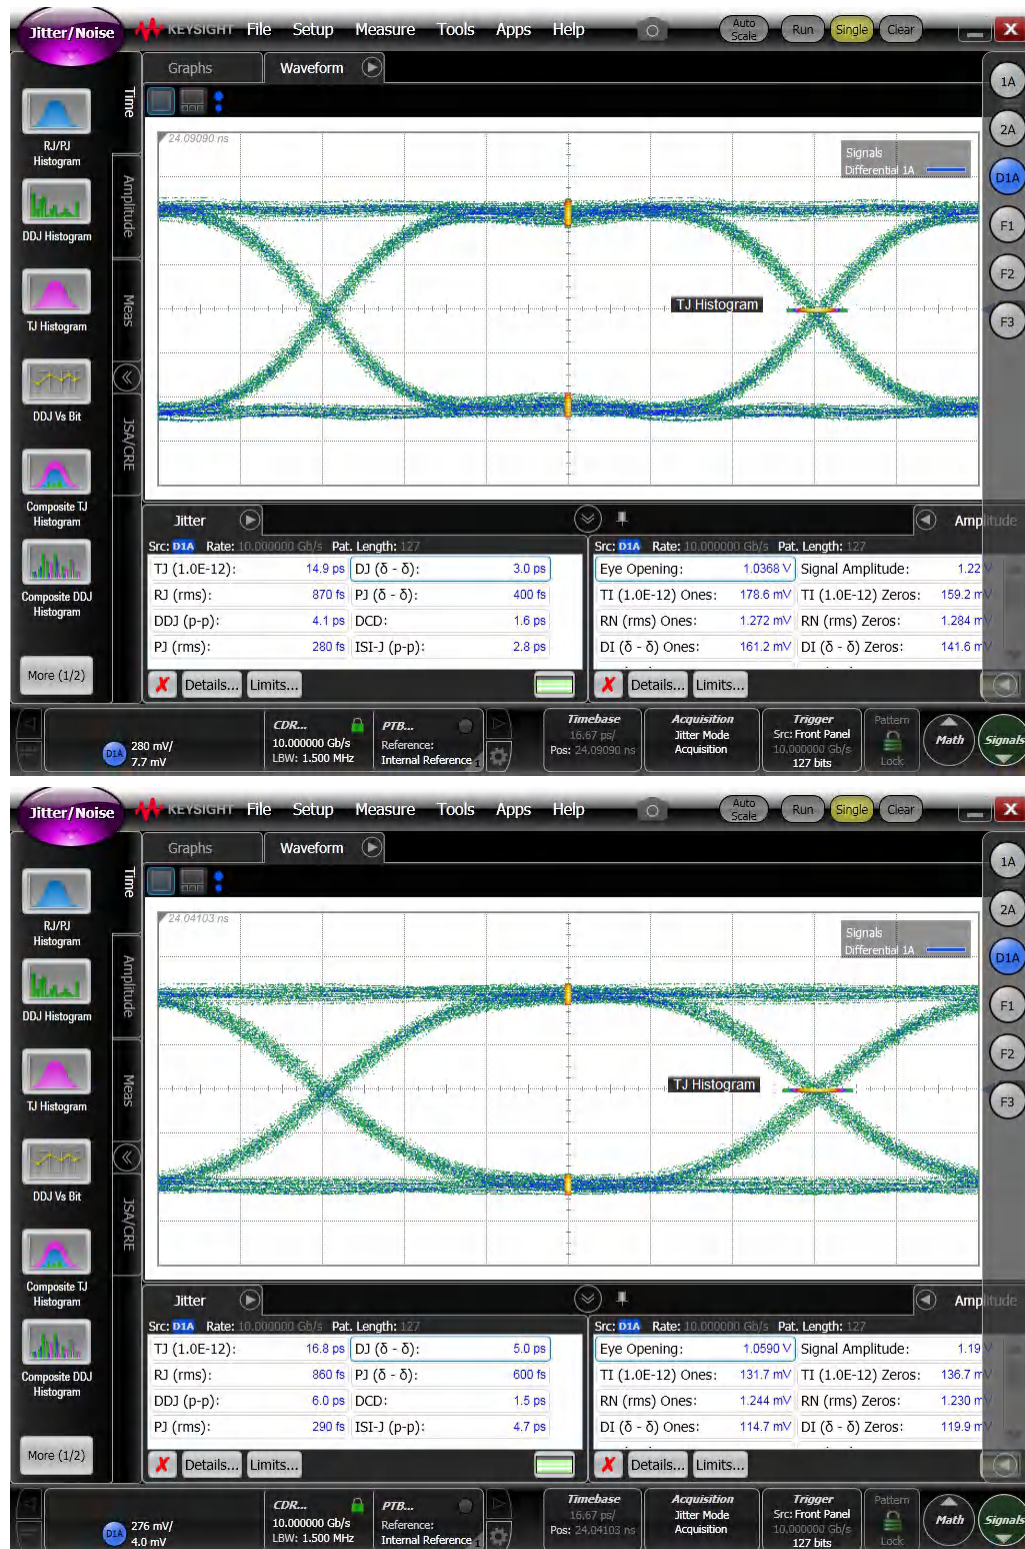 Jitter/Noise
KEYSIGHT File Setup Measure Tools Apps Help Auto Scale Run Single Clear X
Graphs Waveform
Time
Amplitude
Meas
JSA/CRE
RJ/PJ
Histogram
DDJ Histogram
TJ Histogram
DDJ Vs Bit
Composite TJ
Histogram
Composite DDJ
Histogram
More (1/2)
24.09090 ns
Signals
Differential 1A
TJ Histogram
1A
2A
D1A
F1
F2
F3
Jitter
Src: D1A Rate: 10.000000 Gb/s Pat. Length: 127
TJ (1.0E-12): 14.9 ps DJ (δ - δ): 3.0 ps
RJ (rms): 870 fs PJ (δ - δ): 400 fs
DDJ (p-p): 4.1 ps DCD: 1.6 ps
PJ (rms): 280 fs ISI-J (p-p): 2.8 ps
X Details... Limits...
Amplitude
Src: D1A Rate: 10.000000 Gb/s Pat. Length: 127
Eye Opening: 1.0368 V Signal Amplitude: 1.22 V
TI (1.0E-12) Ones: 178.6 mV TI (1.0E-12) Zeros: 159.2 mV
RN (rms) Ones: 1.272 mV RN (rms) Zeros: 1.284 mV
DI (δ - δ) Ones: 161.2 mV DI (δ - δ) Zeros: 141.6 mV
X Details... Limits...
D1A 280 mV/
7.7 mV
CDR...
10.000000 Gb/s
LBW: 1.500 MHz
PTB...
Reference:
Internal Reference 1
Timebase
16.67 ps/
Pos: 24.09090 ns
Acquisition
Jitter Mode
Acquisition
Trigger
Src: Front Panel
10.000000 Gb/s
127 bits
Pattern
Lock
Math
Signals
Jitter/Noise
KEYSIGHT File Setup Measure Tools Apps Help Auto Scale Run Single Clear X
Graphs Waveform
Time
Amplitude
Meas
JSA/CRE
RJ/PJ
Histogram
DDJ Histogram
TJ Histogram
DDJ Vs Bit
Composite TJ
Histogram
Composite DDJ
Histogram
More (1/2)
24.04103 ns
Signals
Differential 1A
TJ Histogram
1A
2A
D1A
F1
F2
F3
Jitter
Src: D1A Rate: 10.000000 Gb/s Pat. Length: 127
TJ (1.0E-12): 16.8 ps DJ (δ - δ): 5.0 ps
RJ (rms): 860 fs PJ (δ - δ): 600 fs
DDJ (p-p): 6.0 ps DCD: 1.5 ps
PJ (rms): 290 fs ISI-J (p-p): 4.7 ps
X Details... Limits...
Amplitude
Src: D1A Rate: 10.000000 Gb/s Pat. Length: 127
Eye Opening: 1.0590 V Signal Amplitude: 1.19
TI (1.0E-12) Ones: 131.7 mV TI (1.0E-12) Zeros: 136.7 mV
RN (rms) Ones: 1.244 mV RN (rms) Zeros: 1.230 mV
DI (δ - δ) Ones: 114.7 mV DI (δ - δ) Zeros: 119.9 mV
X Details... Limits...
D1A 276 mV/
4.0 mV
CDR...
10.000000 Gb/s
LBW: 1.500 MHz
PTB...
Reference:
Internal Reference 1
Timebase
16.67 ps/
Pos: 24.04103 ns
Acquisition
Jitter Mode
Acquisition
Trigger
Src: Front Panel
10.000000 Gb/s
127 bits
Pattern
Lock
Math
Signals